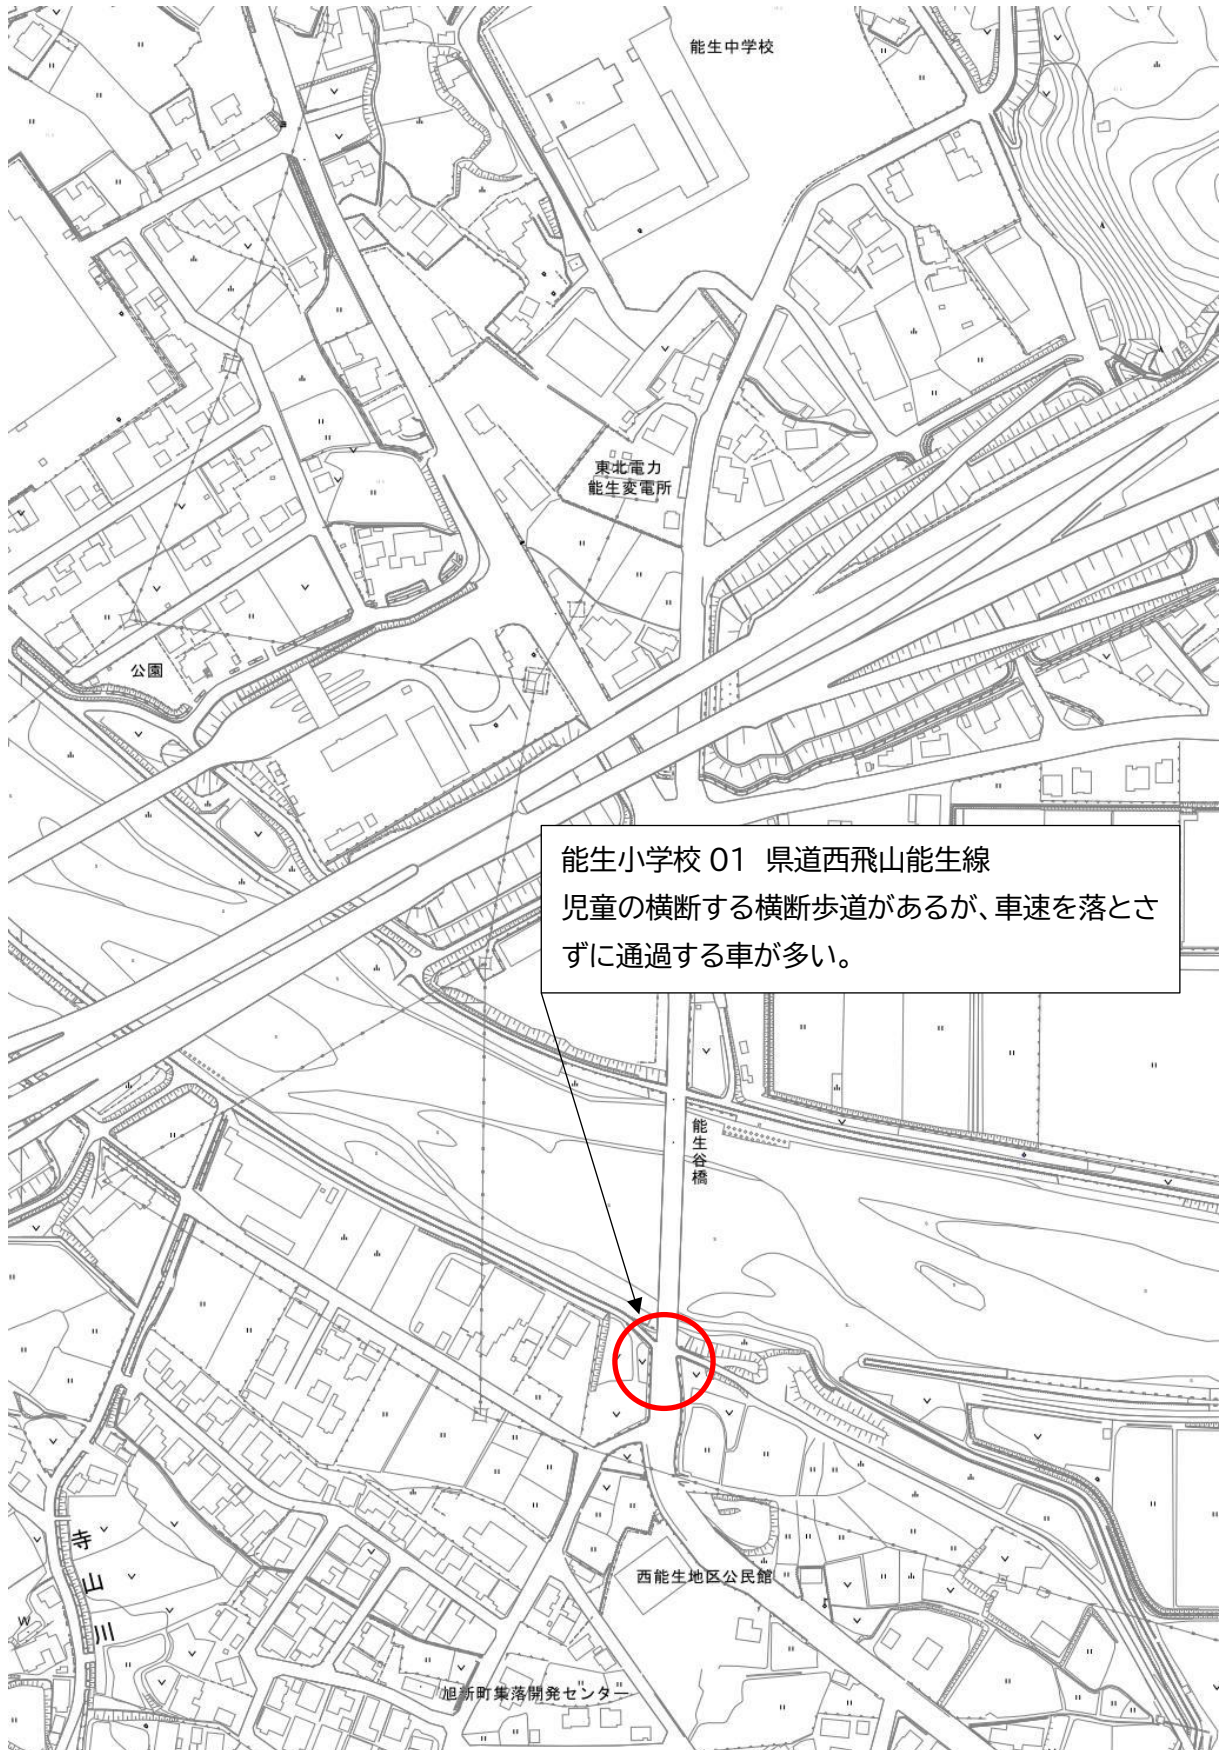 能生中学校
東北電力
能生変電所
公園
能生小学校 01　県道西飛山能生線
児童の横断する横断歩道があるが、車速を落とさ
ずに通過する車が多い。
能生谷橋
寺山川
西能生地区公民館
旭新町集落開発センター